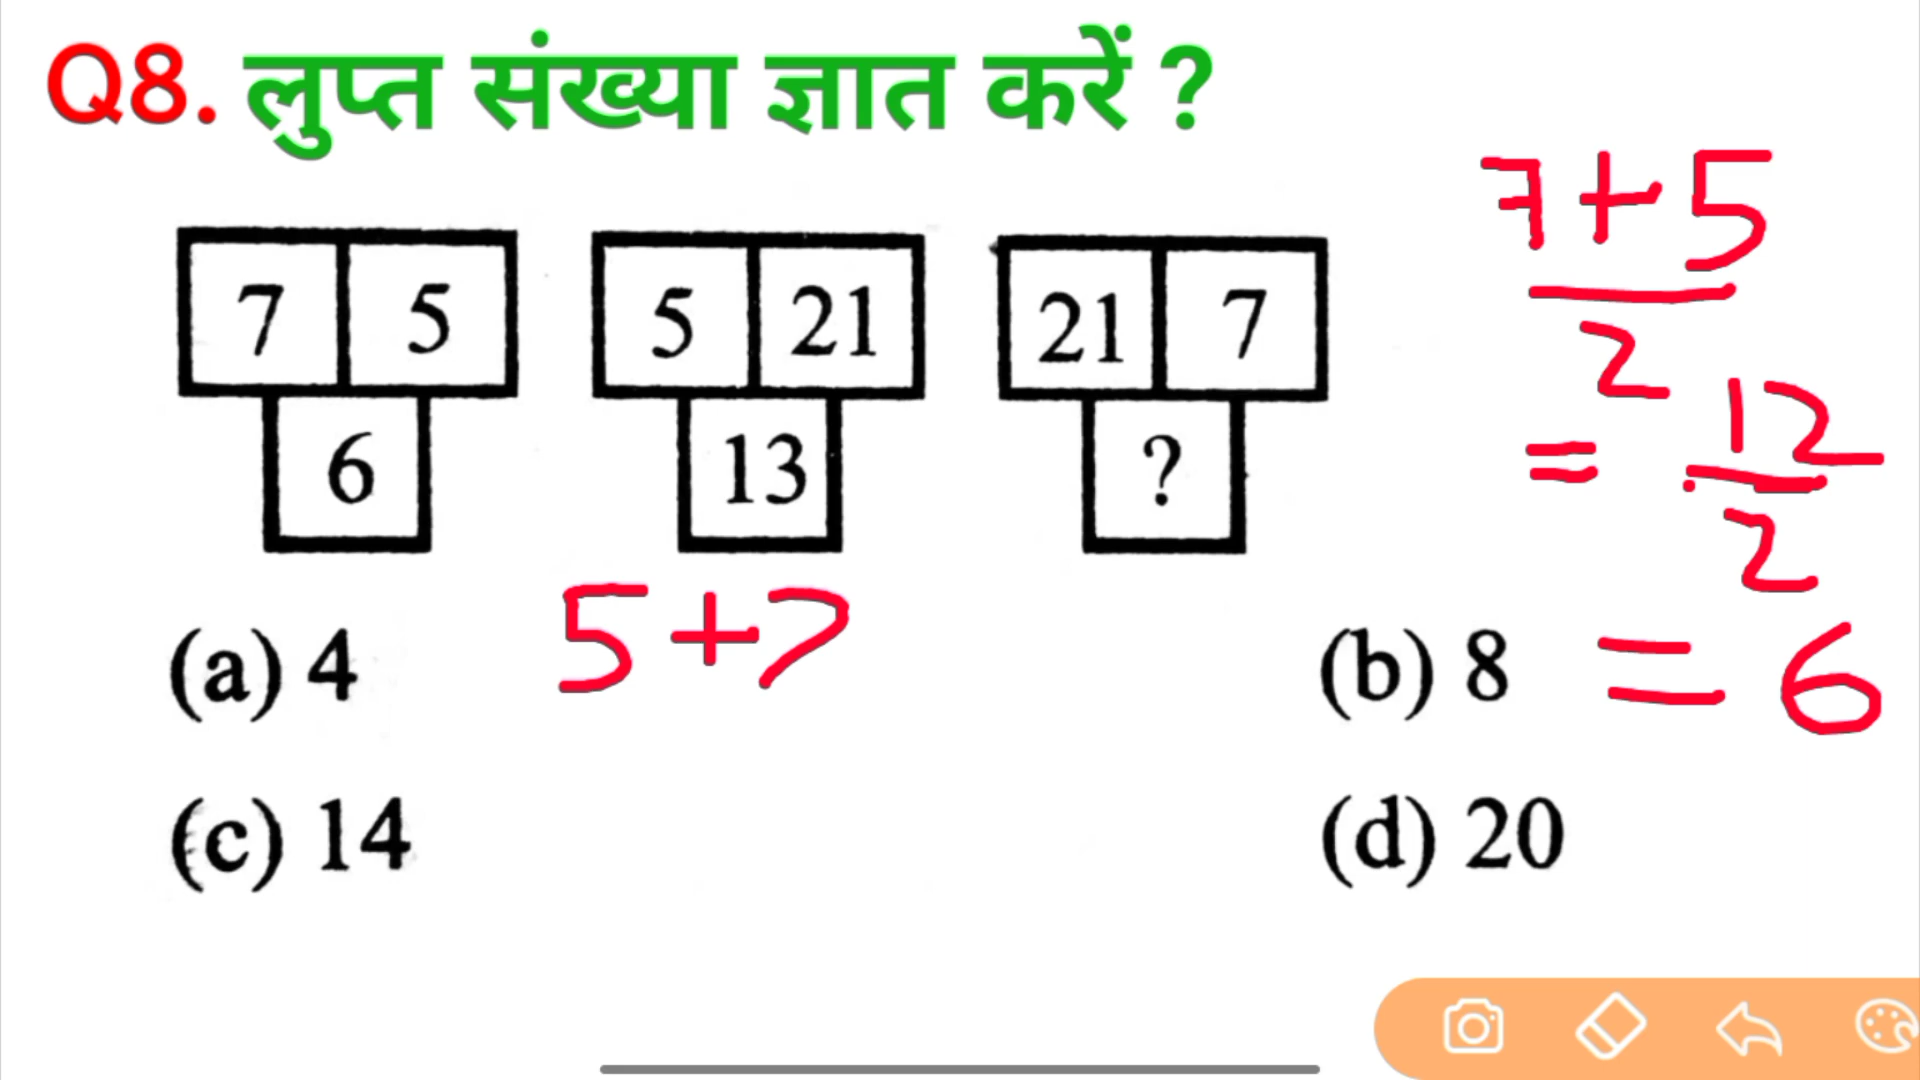 Q8. लुप्त संख्या ज्ञात करें ?
7 5
6
5 21
13
21 7
?
7+5
2
= 12
2
= 6
5+7
(a) 4
(b) 8
(c) 14
(d) 20